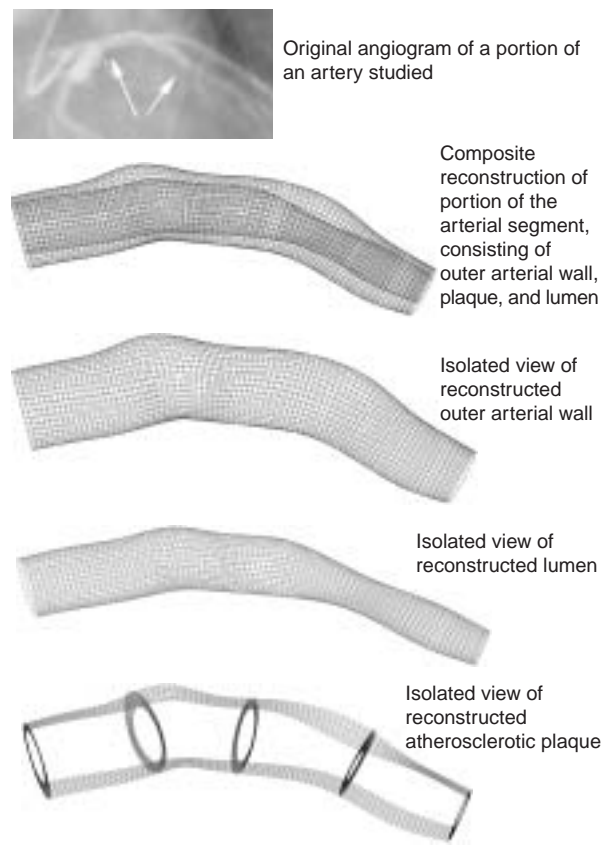 Original angiogram of a portion of
an artery studied
Composite
reconstruction of
portion of the
arterial segment,
consisting of
outer arterial wall,
plaque, and lumen
Isolated view of
reconstructed
outer arterial wall
Isolated view of
reconstructed lumen
Isolated view of
reconstructed
atherosclerotic plaque